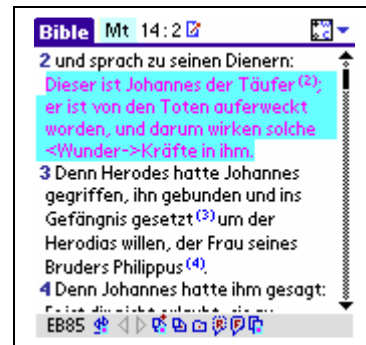 Bible Mt 14:2
2 und sprach zu seinen Dienern:
Dieser ist Johannes der Täufer (2);
er ist von den Toten auferweckt
worden, und darum wirken solche
<Wunder->Kräfte in ihm.
3 Denn Herodes hatte Johannes
gegriffen, ihn gebunden und ins
Gefängnis gesetzt (3) um der
Herodias willen, der Frau seines
Bruders Philippus (4).
4 Denn Johannes hatte ihm gesagt:
EB85